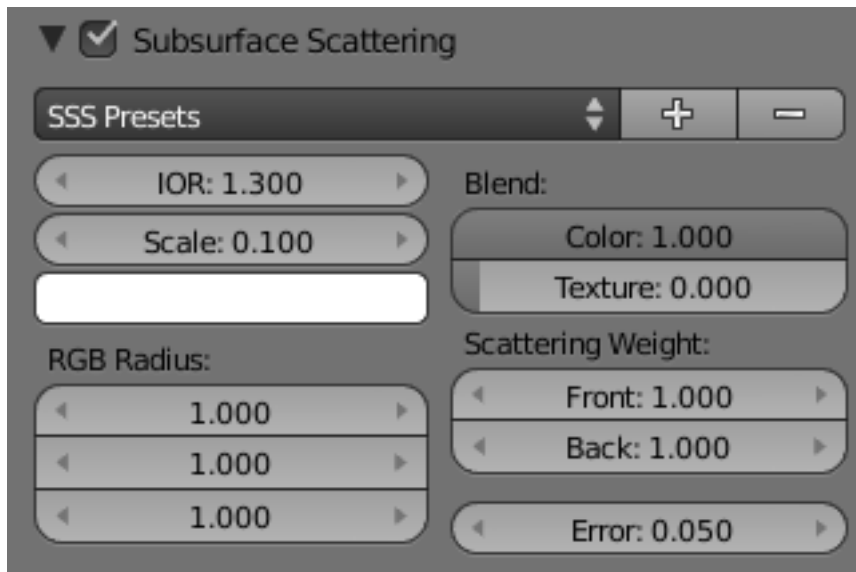 Subsurface Scattering
SSS Presets
IOR: 1.300
Scale: 0.100
RGB Radius:
1.000
1.000
1.000
Blend:
Color: 1.000
Texture: 0.000
Scattering Weight:
Front: 1.000
Back: 1.000
Error: 0.050